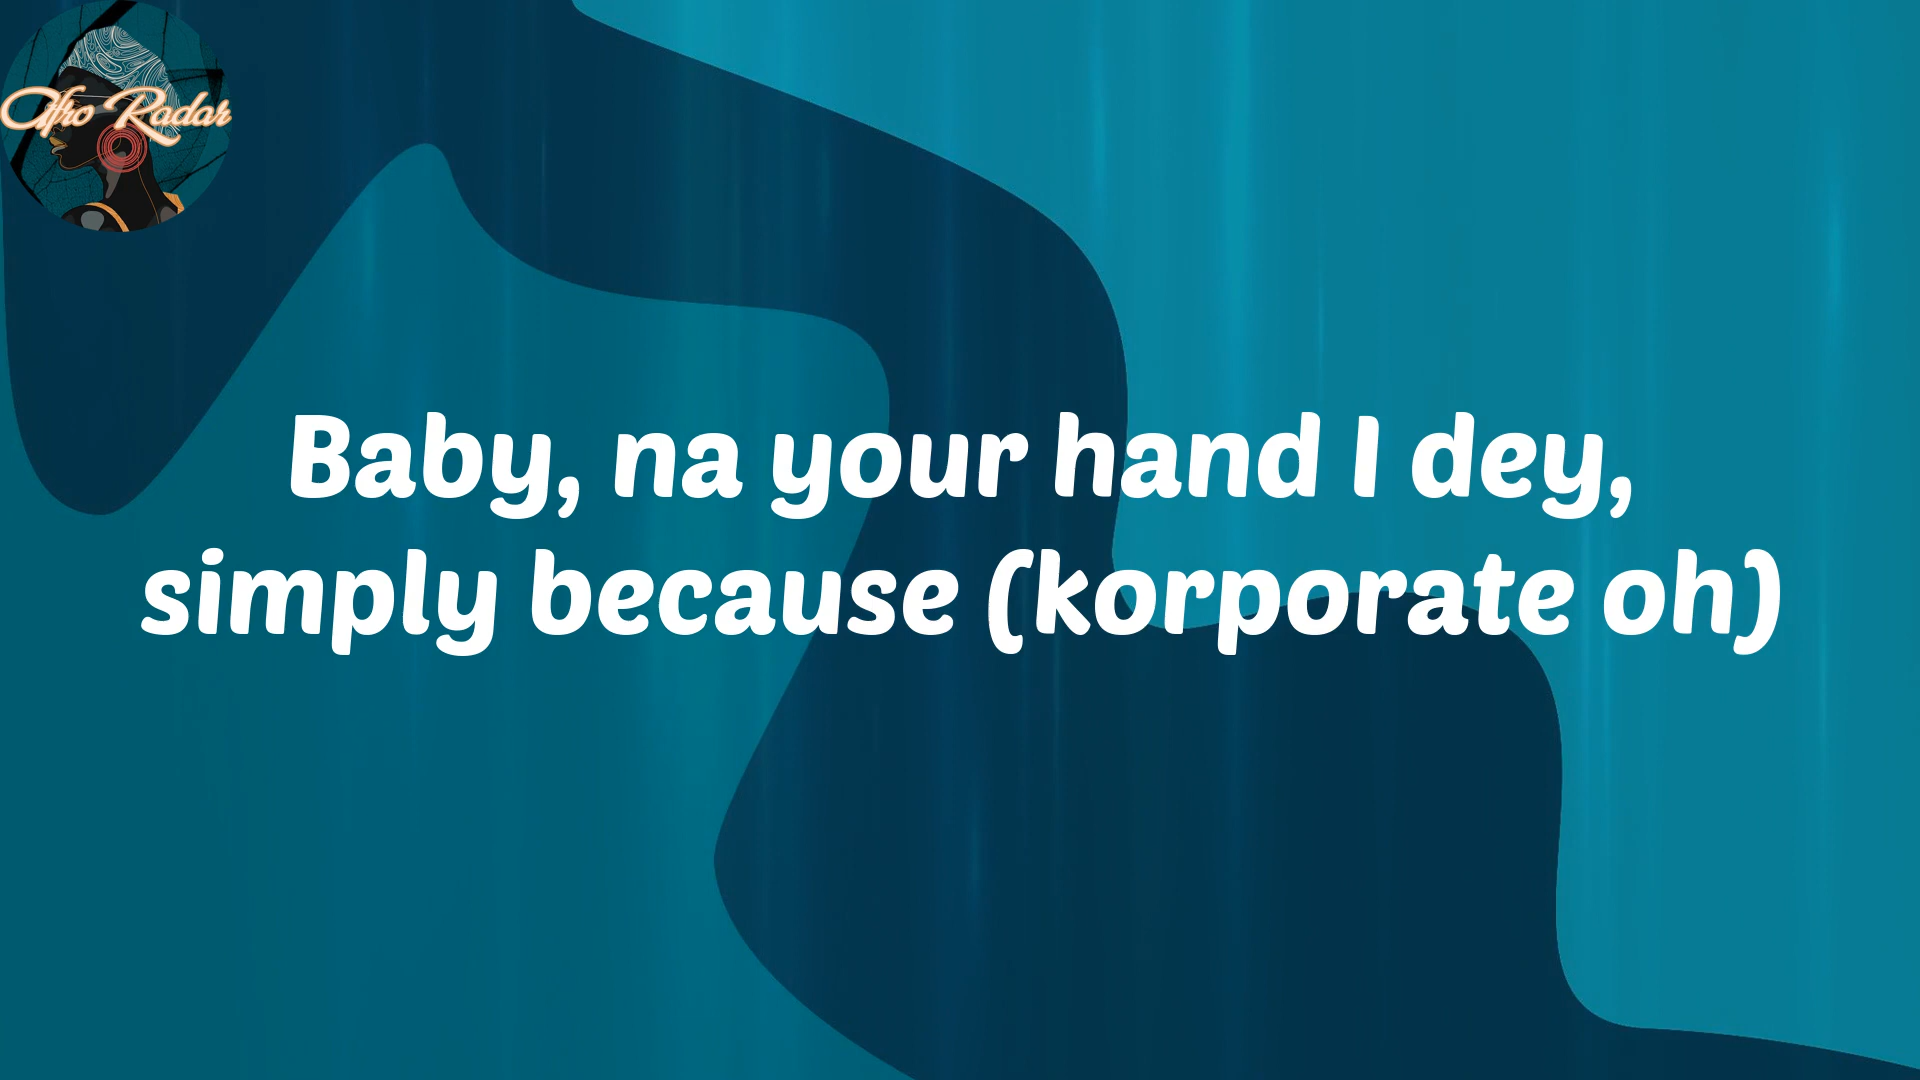 Afro Radar
Baby, na your hand I dey,
simply because (korporate oh)